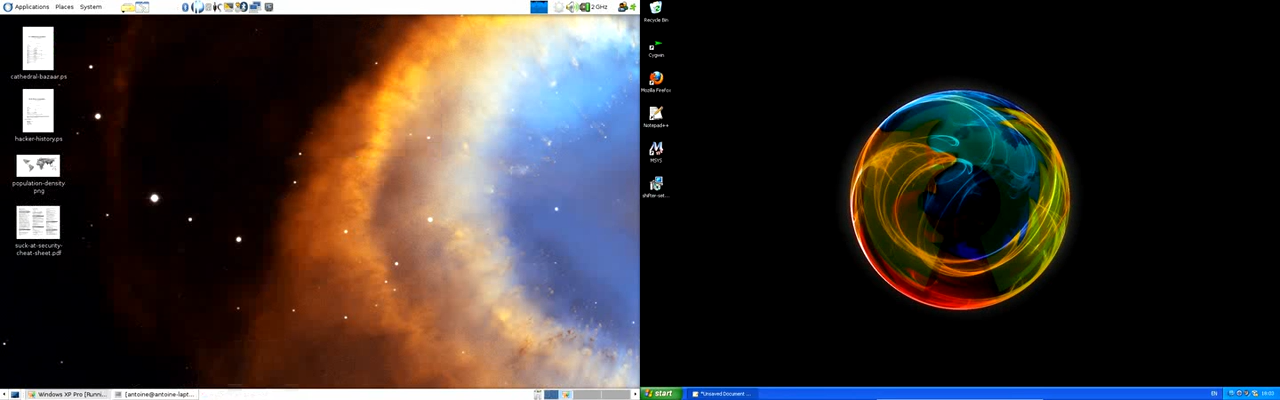 Applications Places System
2 GHz
cathedral-bazaar.ps
hacker-history.ps
population-density.
png
suck-at-security-
cheat-sheet.pdf
Windows XP Pro [Runni...
[antoine@antoine-lapt...
Recycle Bin
Cygwin
Mozilla Firefox
Notepad++
MSYS
shifter-set...
start
*Unsaved Document ...
EN